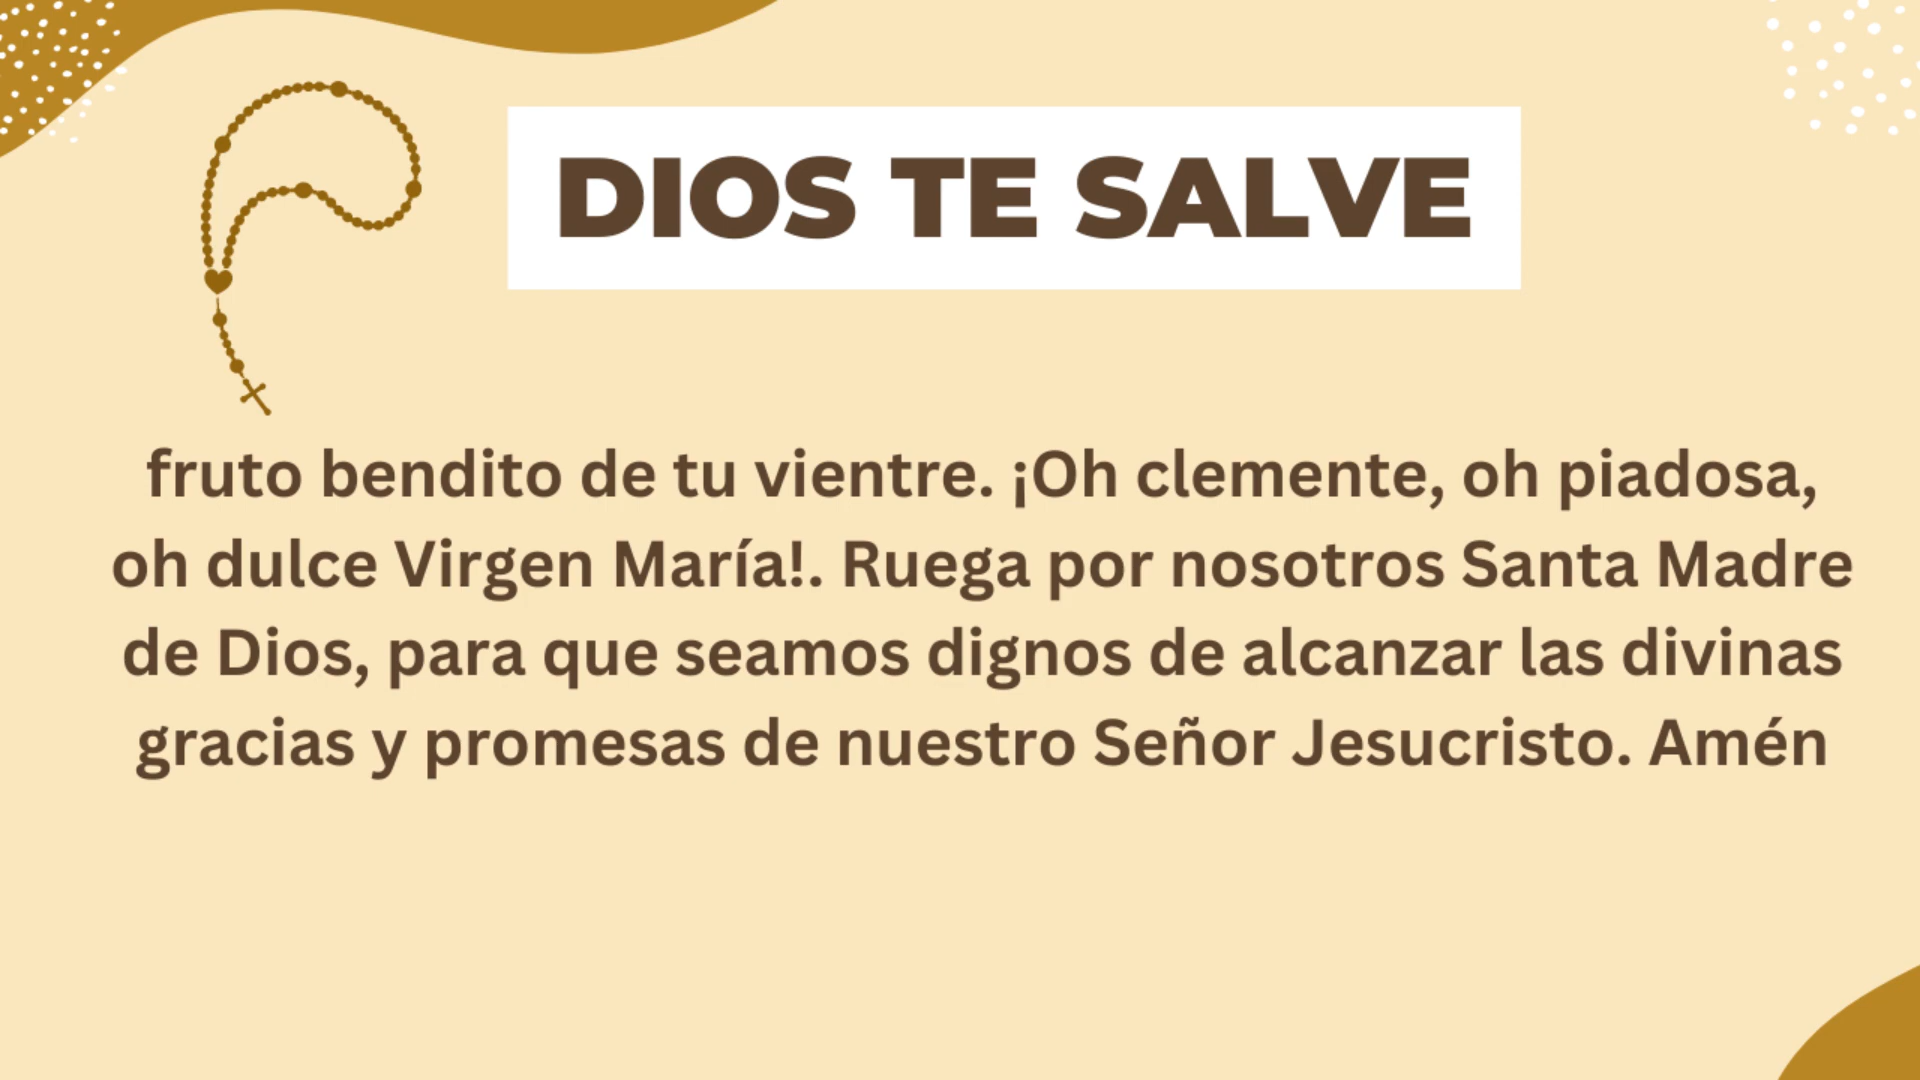 DIOS TE SALVE
fruto bendito de tu vientre. ¡Oh clemente, oh piadosa,
oh dulce Virgen María!. Ruega por nosotros Santa Madre
de Dios, para que seamos dignos de alcanzar las divinas
gracias y promesas de nuestro Señor Jesucristo. Amén